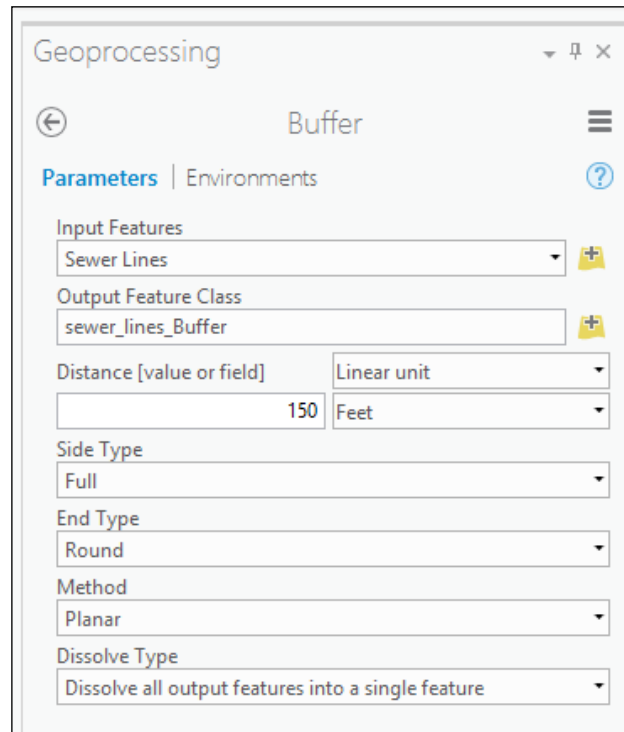 Geoprocessing
Buffer
Parameters | Environments
Input Features
Sewer Lines
Output Feature Class
sewer_lines_Buffer
Distance [value or field] Linear unit
150 Feet
Side Type
Full
End Type
Round
Method
Planar
Dissolve Type
Dissolve all output features into a single feature